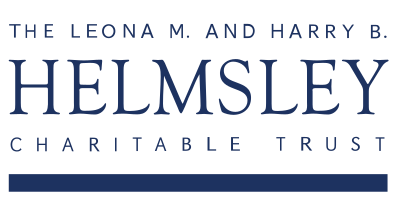 THE LEONA M. AND HARRY B.
HELMSLEY
CHARITABLE TRUST